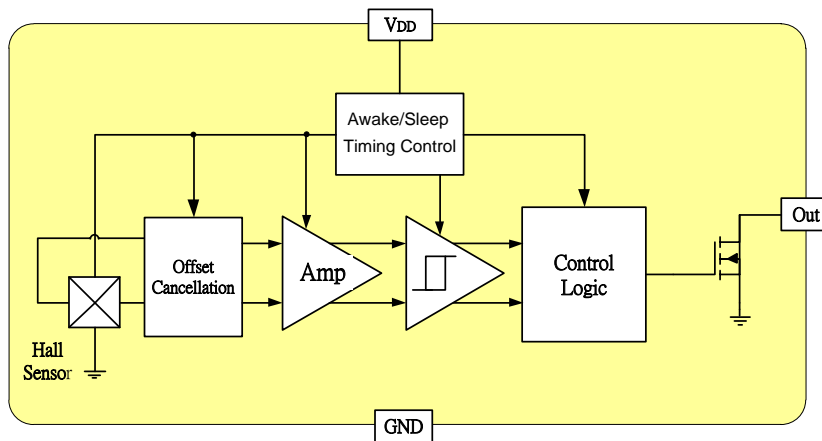 VDD
Awake/Sleep
Timing Control
Out
Offset
Cancellation
Amp
Control
Logic
Hall
Sensor
GND